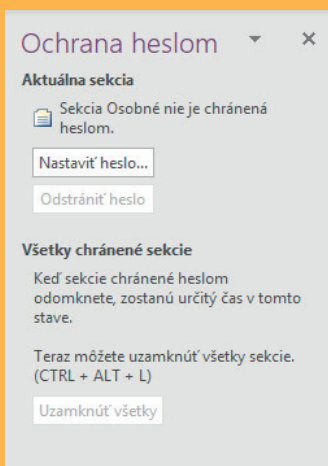 Ochrana heslom
Aktuálna sekcia
Sekcia Osobné nie je chránená
heslom.
Nastaviť heslo...
Odstrániť heslo
Všetky chránené sekcie
Keď sekcie chránené heslom
odomknete, zostanú určitý čas v tomto
stave.
Teraz môžete uzamknúť všetky sekcie.
(CTRL + ALT + L)
Uzamknúť všetky